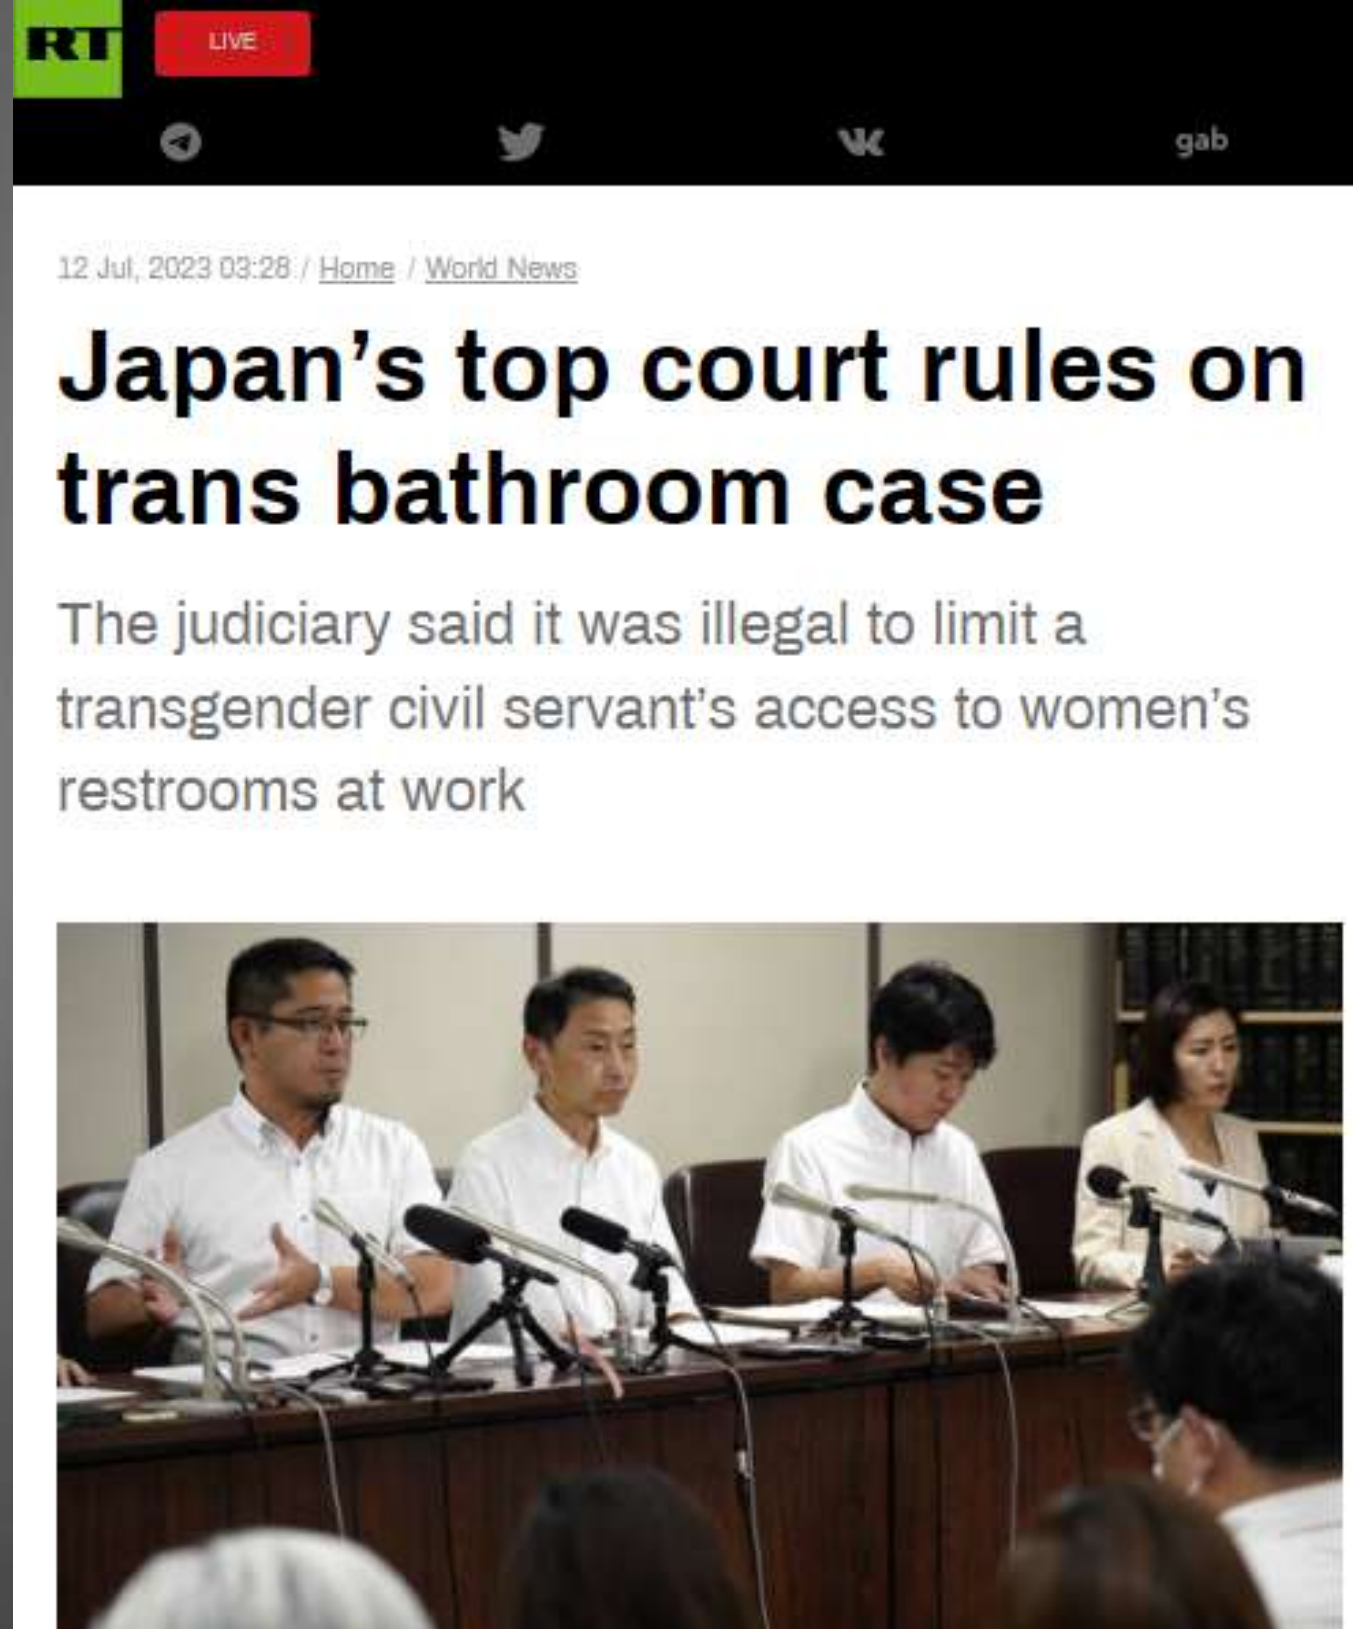 RT
LIVE
gab
12 Jul, 2023 03:28 / Home / World News
Japan’s top court rules on
trans bathroom case
The judiciary said it was illegal to limit a
transgender civil servant’s access to women’s
restrooms at work